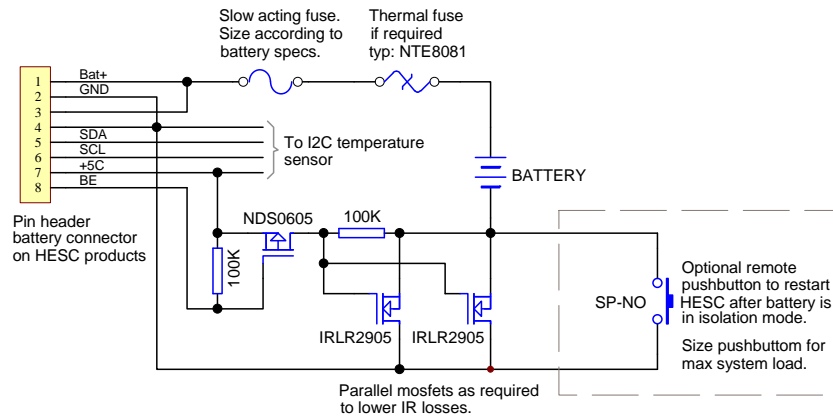 Slow acting fuse.
Size according to
battery specs.
Thermal fuse
if required
typ: NTE8081
1
2
3
4
5
6
7
8
Bat+
GND
SDA
SCL
+5C
BE
To I2C temperature
sensor
BATTERY
Pin header
battery connector
on HESC products
NDS0605
100K
100K
IRLR2905
IRLR2905
SP-NO
Optional remote
pushbutton to restart
HESC after battery is
in isolation mode.
Size pushbuttom for
max system load.
Parallel mosfets as required
to lower IR losses.